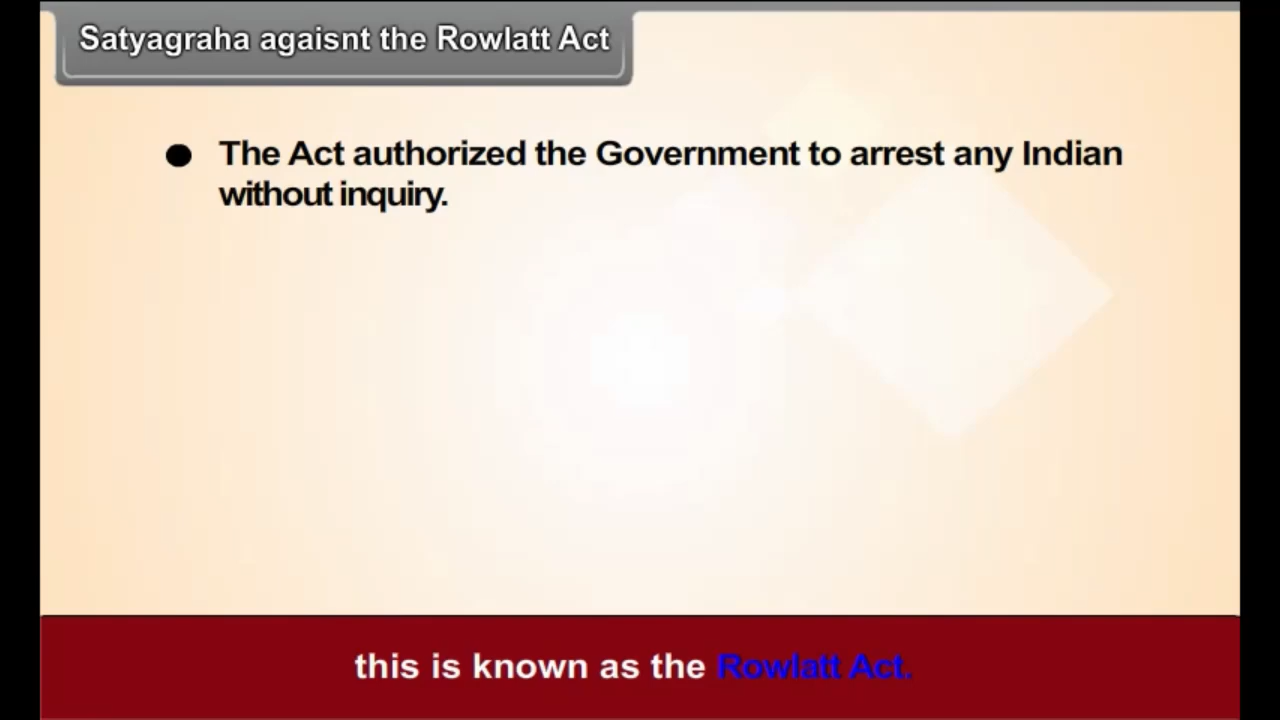 Satyagraha agaisnt the Rowlatt Act
● The Act authorized the Government to arrest any Indian
without inquiry.
this is known as the Rowlatt Act.